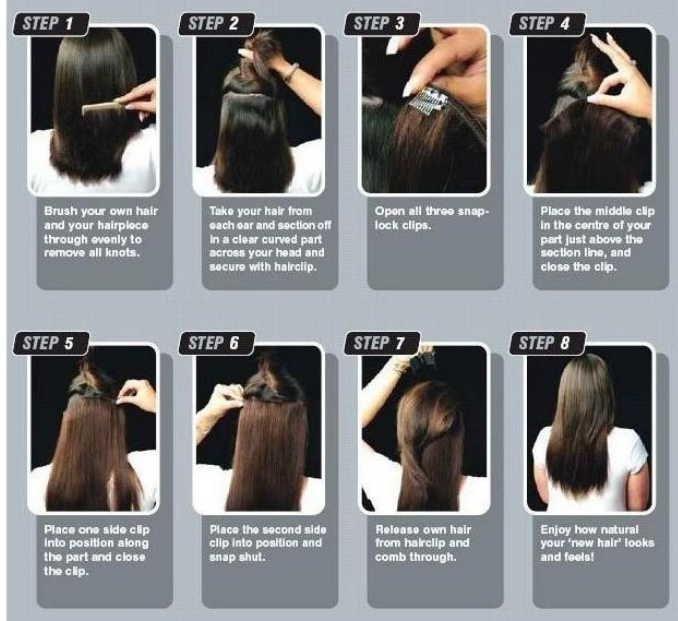 STEP 1
Brush your own hair
and your hairpiece
through evenly to
remove all knots.
STEP 2
Take your hair from
each ear and section off
in a clear curved part
across your head and
secure with hairclip.
STEP 3
Open all three snap-
lock clips.
STEP 4
Place the middle clip
in the centre of your
part just above the
section line, and
close the clip.
STEP 5
Place one side clip
into position along
the part and close
the clip.
STEP 6
Place the second side
clip into position and
snap shut.
STEP 7
Release own hair
from hairclip and
comb through.
STEP 8
Enjoy how natural
your ‘new hair’ looks
and feels!